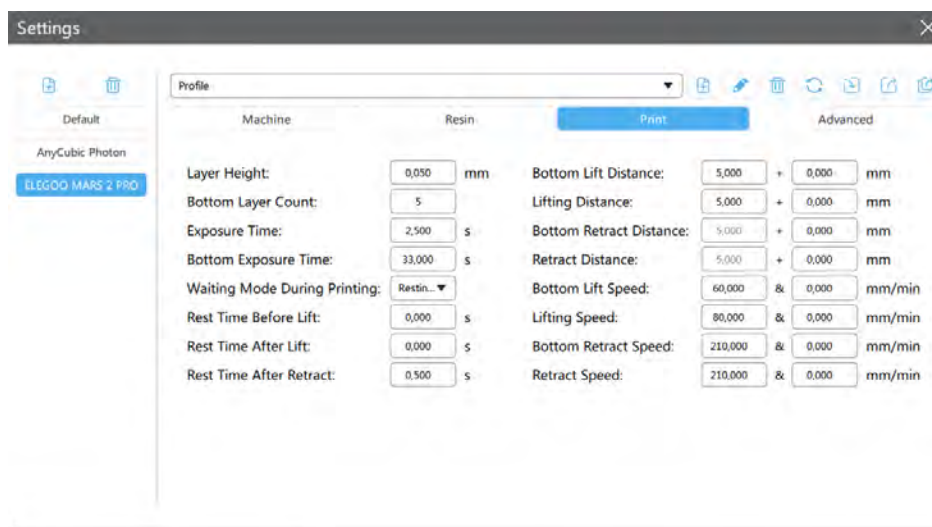 Settings
Profile
Default
Machine Resin Print Advanced
AnyCubic Photon
ELEGOO MARS 2 PRO
Layer Height: 0,050 mm Bottom Lift Distance: 5,000 + 0,000 mm
Bottom Layer Count: 5 Lifting Distance: 5,000 + 0,000 mm
Exposure Time: 2,500 s Bottom Retract Distance: 5,000 + 0,000 mm
Bottom Exposure Time: 33,000 s Retract Distance: 5,000 + 0,000 mm
Waiting Mode During Printing: Restin... Bottom Lift Speed: 60,000 & 0,000 mm/min
Rest Time Before Lift: 0,000 s Lifting Speed: 80,000 & 0,000 mm/min
Rest Time After Lift: 0,000 s Bottom Retract Speed: 210,000 & 0,000 mm/min
Rest Time After Retract: 0,500 s Retract Speed: 210,000 & 0,000 mm/min